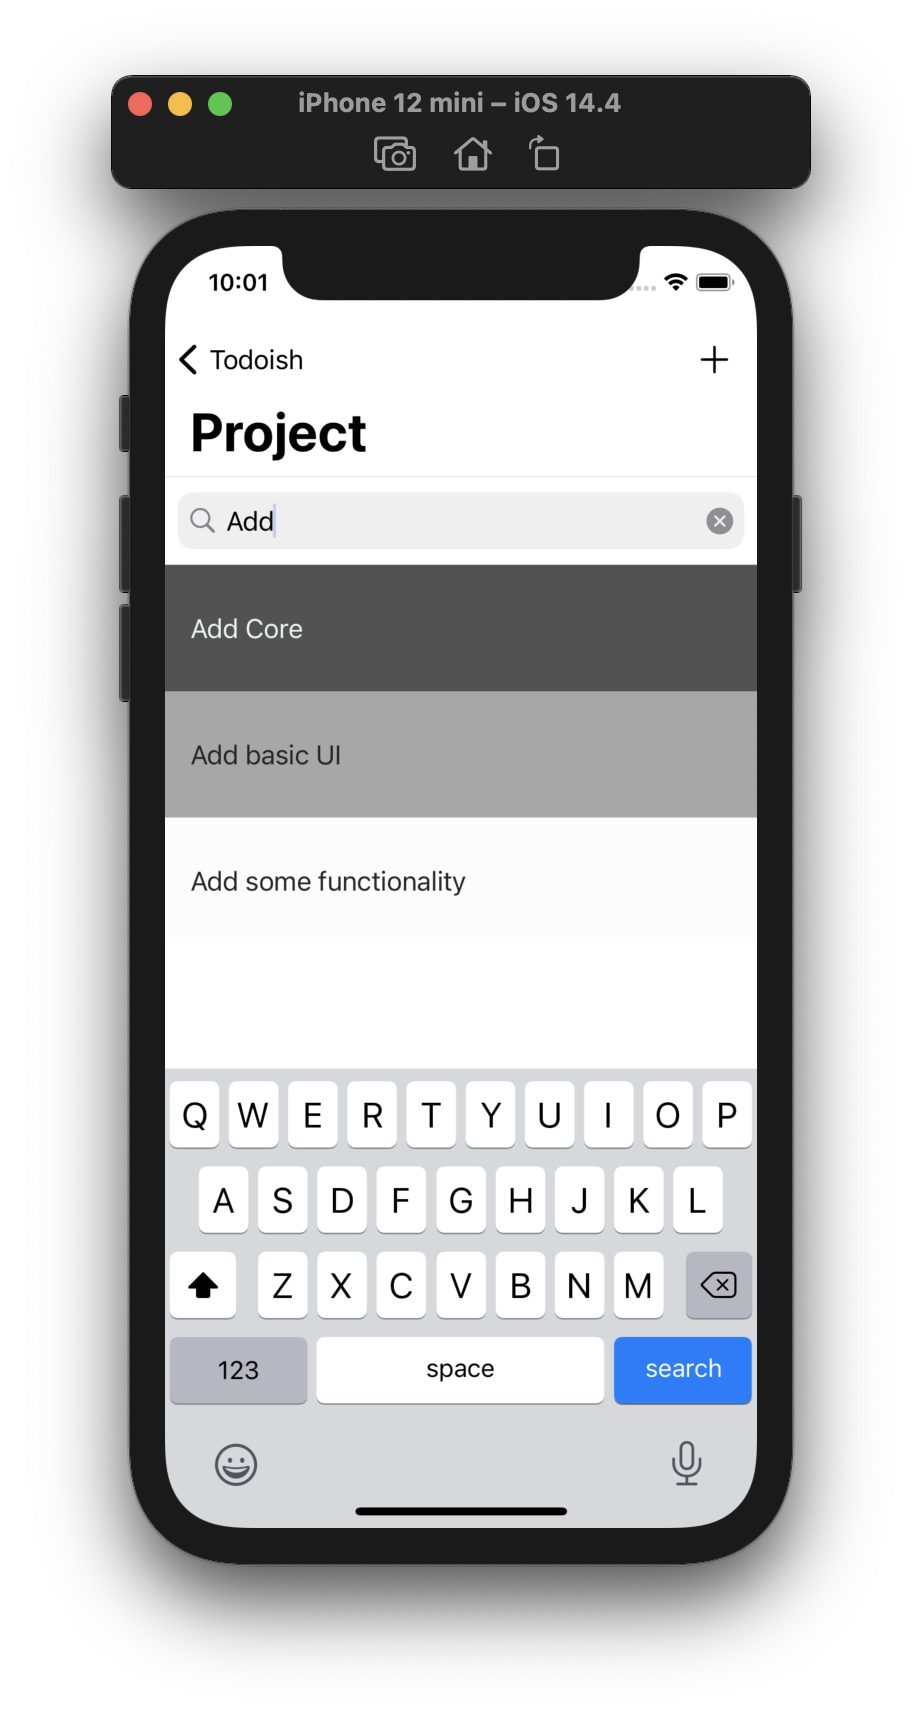 iPhone 12 mini – iOS 14.4
10:01
Todoish
Project
Add
Add Core
Add basic UI
Add some functionality
Q W E R T Y U I O P
A S D F G H J K L
Z X C V B N M
123 space search